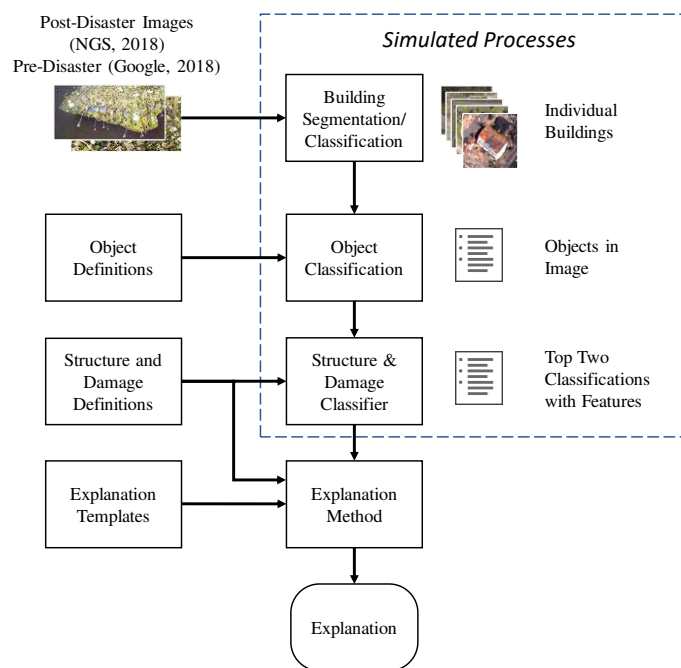 Post-Disaster Images
(NGS, 2018)
Pre-Disaster (Google, 2018)
Simulated Processes
Building
Segmentation/
Classification
Individual
Buildings
Object
Definitions
Object
Classification
Objects in
Image
Structure and
Damage
Definitions
Structure &
Damage
Classifier
Top Two
Classifications
with Features
Explanation
Templates
Explanation
Method
Explanation